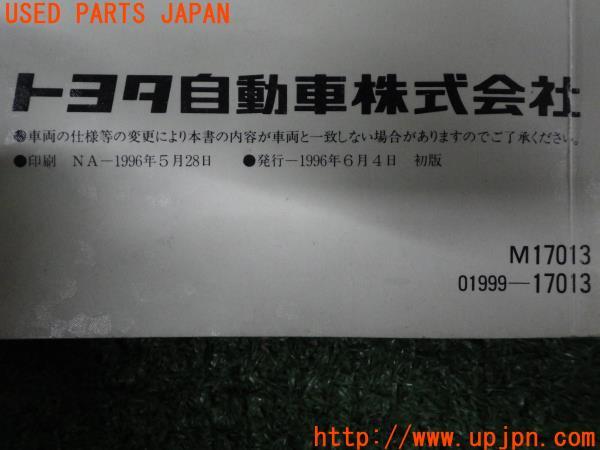 USED PARTS JAPAN
トヨタ自動車株式会社
車両の仕様等の変更により本書の内容が車両と一致しない場合がありますのでご了承ください。
●印刷 NA－1996年5月28日 ●発行－1996年6月4日 初版
M17013
01999－17013
http://www.upjpn.com